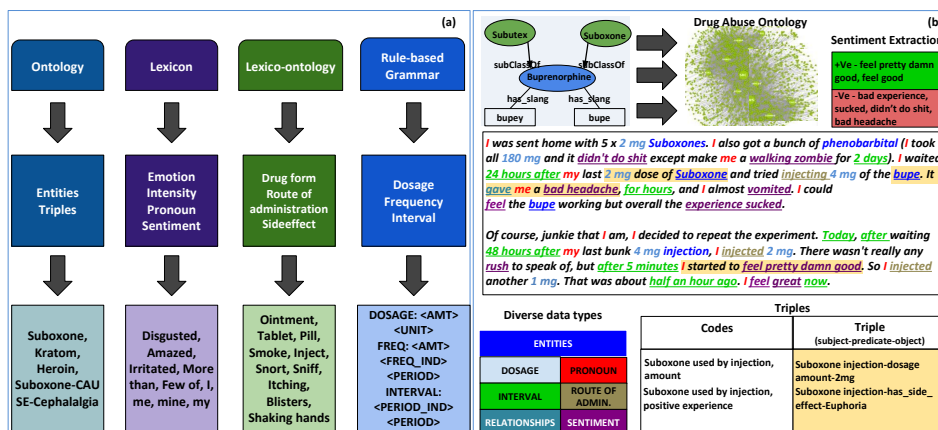 (a)
Ontology
Lexicon
Lexico-ontology
Rule-based
Grammar
Entities
Triples
Emotion
Intensity
Pronoun
Sentiment
Drug form
Route of
administration
Sideeffect
Dosage
Frequency
Interval
Suboxone,
Kratom,
Heroin,
Suboxone-CAU
SE-Cephalalgia
Disgusted,
Amazed,
Irritated, More
than, Few of, I,
me, mine, my
Ointment,
Tablet, Pill,
Smoke, Inject,
Snort, Sniff,
Itching,
Blisters,
Shaking hands
DOSAGE: <AMT>
<UNIT>
FREQ: <AMT>
<FREQ_IND>
<PERIOD>
INTERVAL:
<PERIOD_IND>
<PERIOD>
(b
Subutex
Suboxone
subClassOf
subClassOf
Buprenorphine
has_slang
has_slang
bupey
bupe
Drug Abuse Ontology
Sentiment Extraction
+Ve - feel pretty damn
good, feel good
-Ve - bad experience,
sucked, didn't do shit,
bad headache
I was sent home with 5 x 2 mg Suboxones. I also got a bunch of phenobarbital (I took
all 180 mg and it didn't do shit except make me a walking zombie for 2 days). I waited
24 hours after my last 2 mg dose of Suboxone and tried injecting 4 mg of the bupe. It
gave me a bad headache, for hours, and I almost vomited. I could
feel the bupe working but overall the experience sucked.
Of course, junkie that I am, I decided to repeat the experiment. Today, after waiting
48 hours after my last bunk 4 mg injection, I injected 2 mg. There wasn't really any
rush to speak of, but after 5 minutes I started to feel pretty damn good. So I injected
another 1 mg. That was about half an hour ago. I feel great now.
Diverse data types
ENTITIES
DOSAGE
PRONOUN
INTERVAL
ROUTE OF
ADMIN.
RELATIONSHIPS
SENTIMENT
Triples
Codes
Triple
(subject-predicate-object)
Suboxone used by injection,
amount
Suboxone used by injection,
positive experience
Suboxone injection-dosage
amount-2mg
Suboxone injection-has_side_
effect-Euphoria